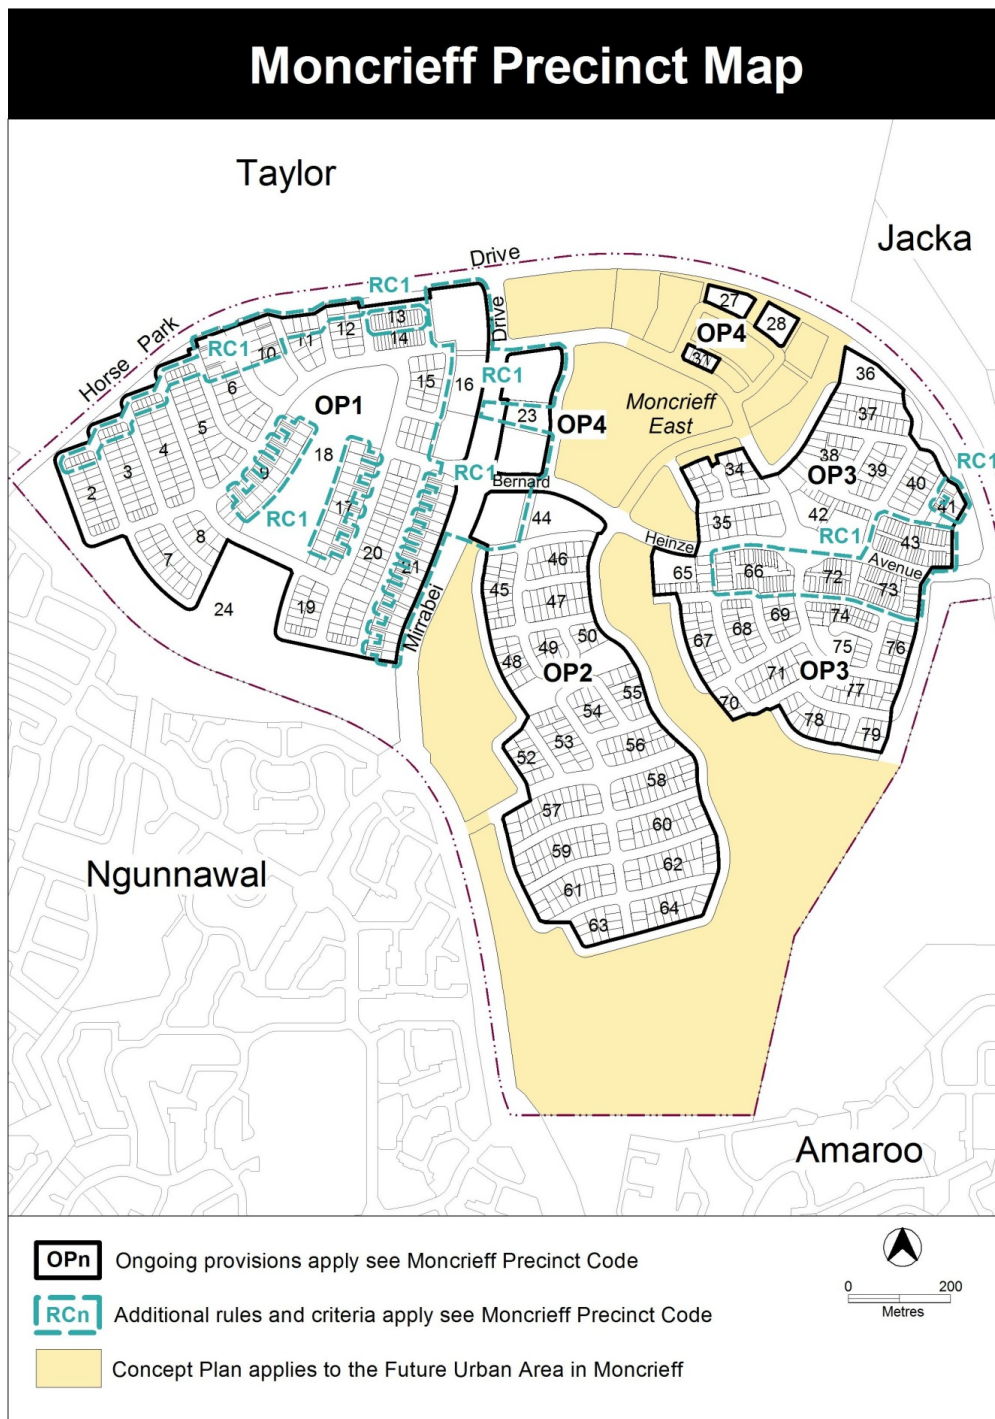 Moncrieff Precinct Map
Taylor
Jacka
Drive
RC1
27
28
OP4
31
13
Drive
12
14
11
Horse Park
RC1
10
36
RC1
15
16
6
37
OP1
23
OP4
Moncrieff
East
5
38
OP3
39
RC1
4
18
34
3
9
RC1
40
2
17
Bernard
41
RC1
44
35
42
RC1
8
20
Heinze
43
7
21
46
Avenue
65
66
72
73
45
24
19
47
Mirrabei
69
74
67
68
50
49
75
76
48
OP2
71
OP3
55
77
54
70
78
53
56
79
52
58
57
60
59
62
Ngunnawal
61
64
63
Amaroo
OPn Ongoing provisions apply see Moncrieff Precinct Code
RCn Additional rules and criteria apply see Moncrieff Precinct Code
Concept Plan applies to the Future Urban Area in Moncrieff
0 200
Metres